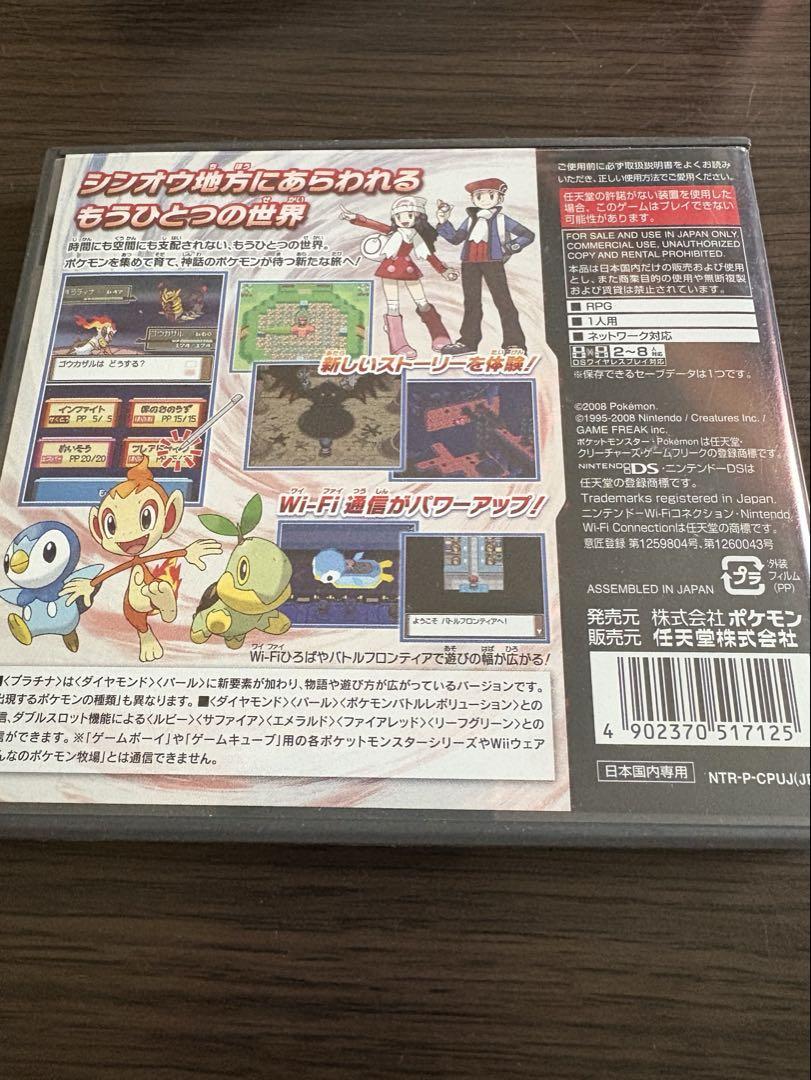 シンオウ地方にあらわれる
もうひとつの世界
時間にも空間にも支配されない、もうひとつの世界。
ポケモンを集めて育て、神話のポケモンが待つ新たな旅へ!
ゴウカザル
ゴウカザルは どうする?
インファイト
PP 5/5
PP 15/15
めいそう
PP 20/20
新しいストーリーを体験!
Wi-Fi 通信がパワーアップ!
ようこそ バトルフロンティアへ!
Wi-Fiひろばやバトルフロンティアで遊びの幅が広がる!
■〈プラチナ〉は〈ダイヤモンド〉〈パール〉に新要素が加わり、物語や遊び方が広がっているバージョンです。
出現するポケモンの種類」も異なります。■〈ダイヤモンド〉〈パール〉〈ポケモンバトルレボリューション〉との
信、ダブルスロット機能による〈ルビー〉〈サファイア〉〈エメラルド〉〈ファイアレッド〉〈リーフグリーン〉との
信ができます。※「ゲームボーイ」や「ゲームキューブ」用の各ポケットモンスターシリーズやWiiウェア
んなのポケモン牧場」とは通信できません。
ご使用前に必ず取扱説明書をよくお読み
いただき、正しい使用方法でご愛用ください。
任天堂の許諾がない装置を使用した
場合、このゲームはプレイできない
可能性があります。
FOR SALE AND USE IN JAPAN ONLY.
COMMERCIAL USE, UNAUTHORIZED
COPY AND RENTAL PROHIBITED.
本品は日本国内だけの販売および使用
とし、また商業目的の使用や無断複製
および賃貸は禁止されています。
RPG
1人用
ネットワーク対応
2~8人対応
DSワイヤレスプレイ対応
※保存できるセーブデータは1つです。
©2008 Pokémon.
©1995-2008 Nintendo / Creatures Inc. /
GAME FREAK inc.
ポケットモンスター・Pokémonは任天堂・
クリーチャーズ・ゲームフリークの登録商標です。
NINTENDO DS・ニンテンドーDSは
任天堂の登録商標です。
Trademarks registered in Japan.
ニンテンドーWi-Fiコネクション・Nintendo
Wi-Fi Connectionは任天堂の商標です。
意匠登録 第1259804号、第1260043号
プラ
外装
フィルム
(PP)
ASSEMBLED IN JAPAN
発売元 株式会社ポケモン
販売元 任天堂株式会社
4 902370 517125
日本国内専用
NTR-P-CPUJ(JP